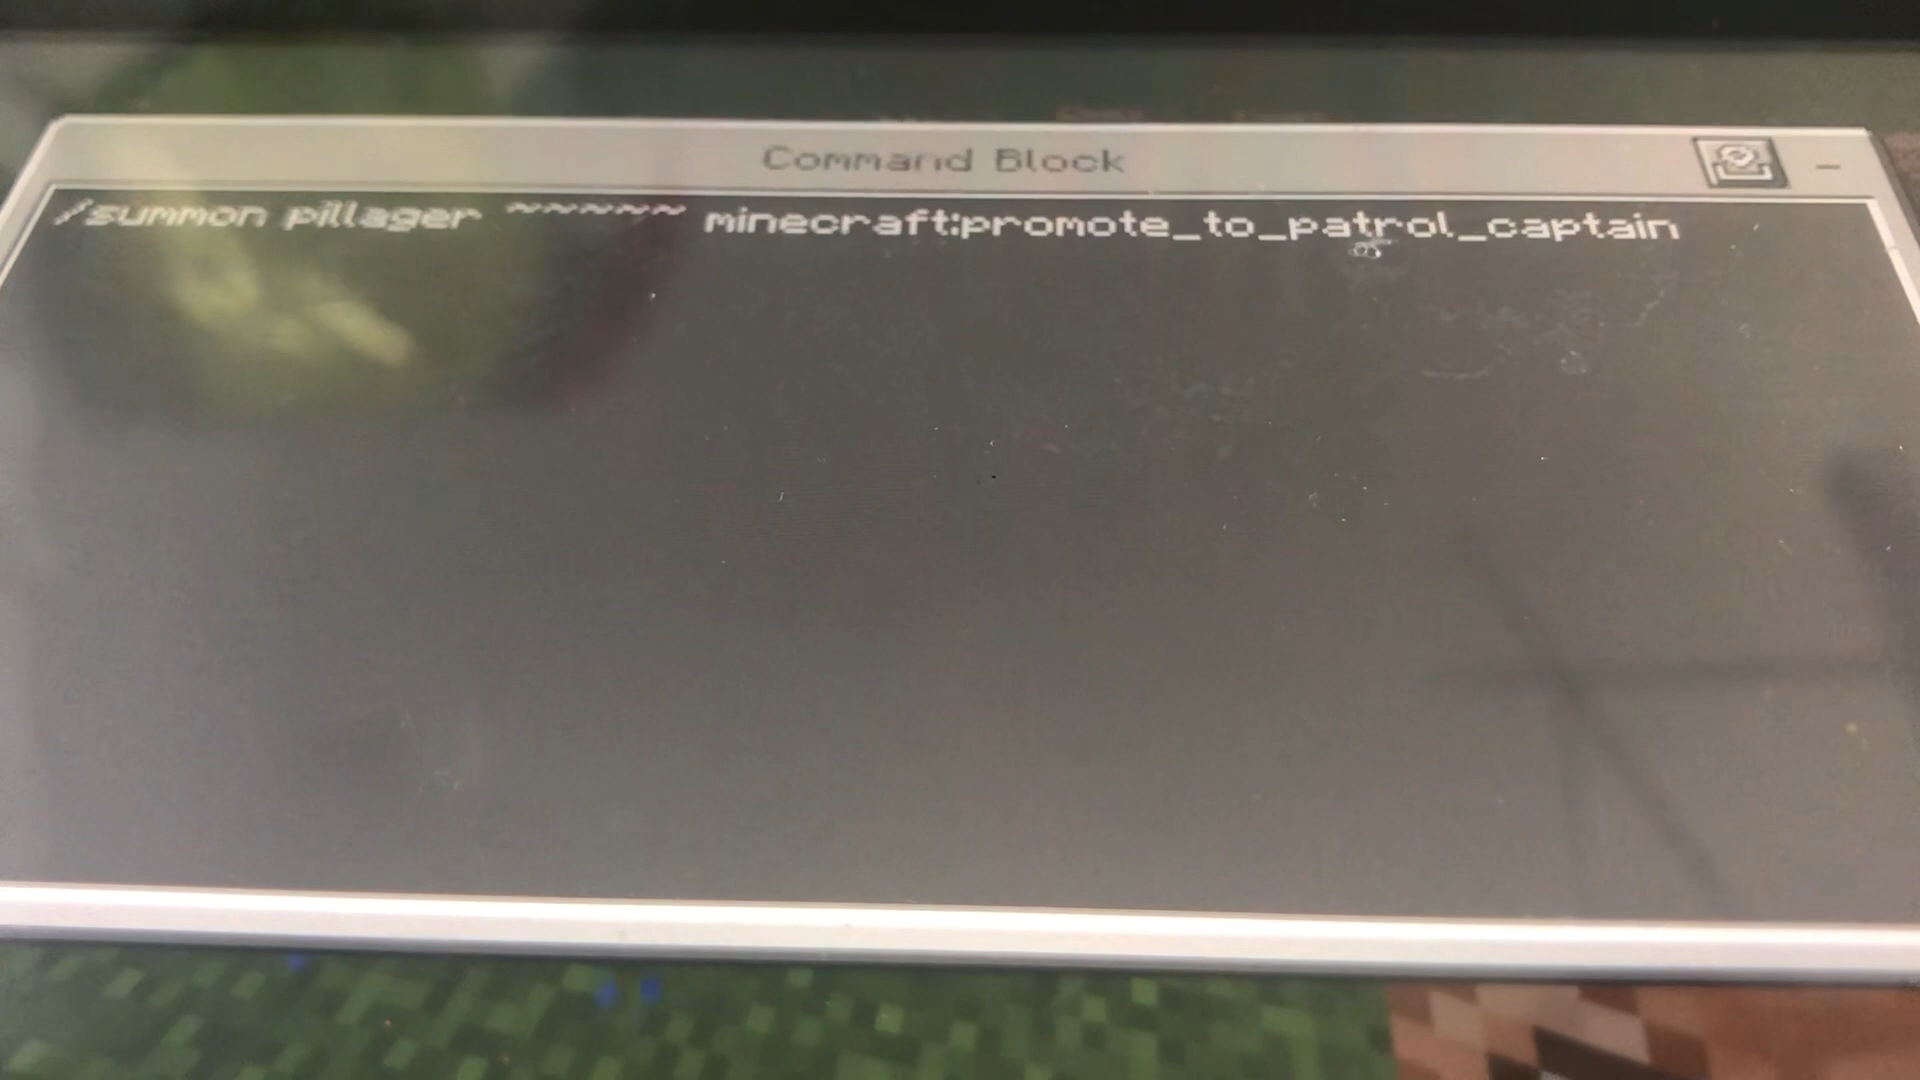 Command Block
/summon pillager ~~~~~ minecraft:promote_to_patrol_captain